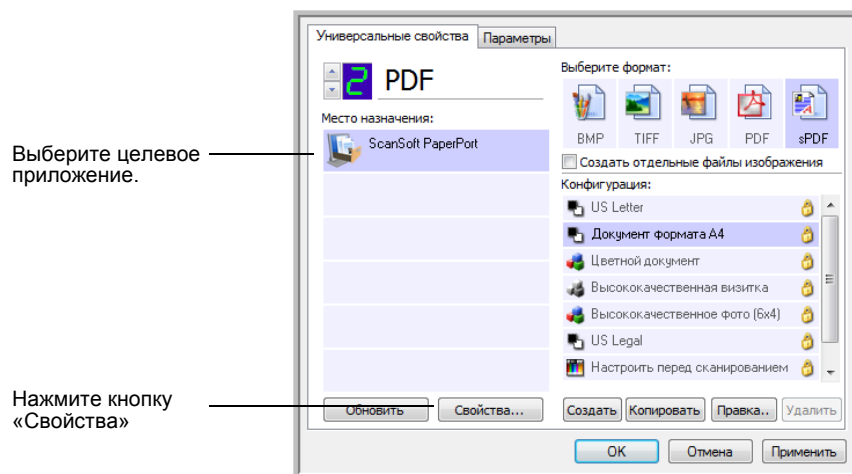 Универсальные свойства
Параметры
2
PDF
Место назначения:
ScanSoft PaperPort
Выберите целевое
приложение.
Выберите формат:
BMP TIFF JPG PDF sPDF
Создать отдельные файлы изображения
Конфигурация:
US Letter
Документ формата A4
Цветной документ
Высококачественная визитка
Высококачественное фото (6x4)
US Legal
Настроить перед сканированием
Нажмите кнопку
«Свойства»
Обновить
Свойства...
Создать
Копировать
Правка..
Удалить
OK
Отмена
Применить